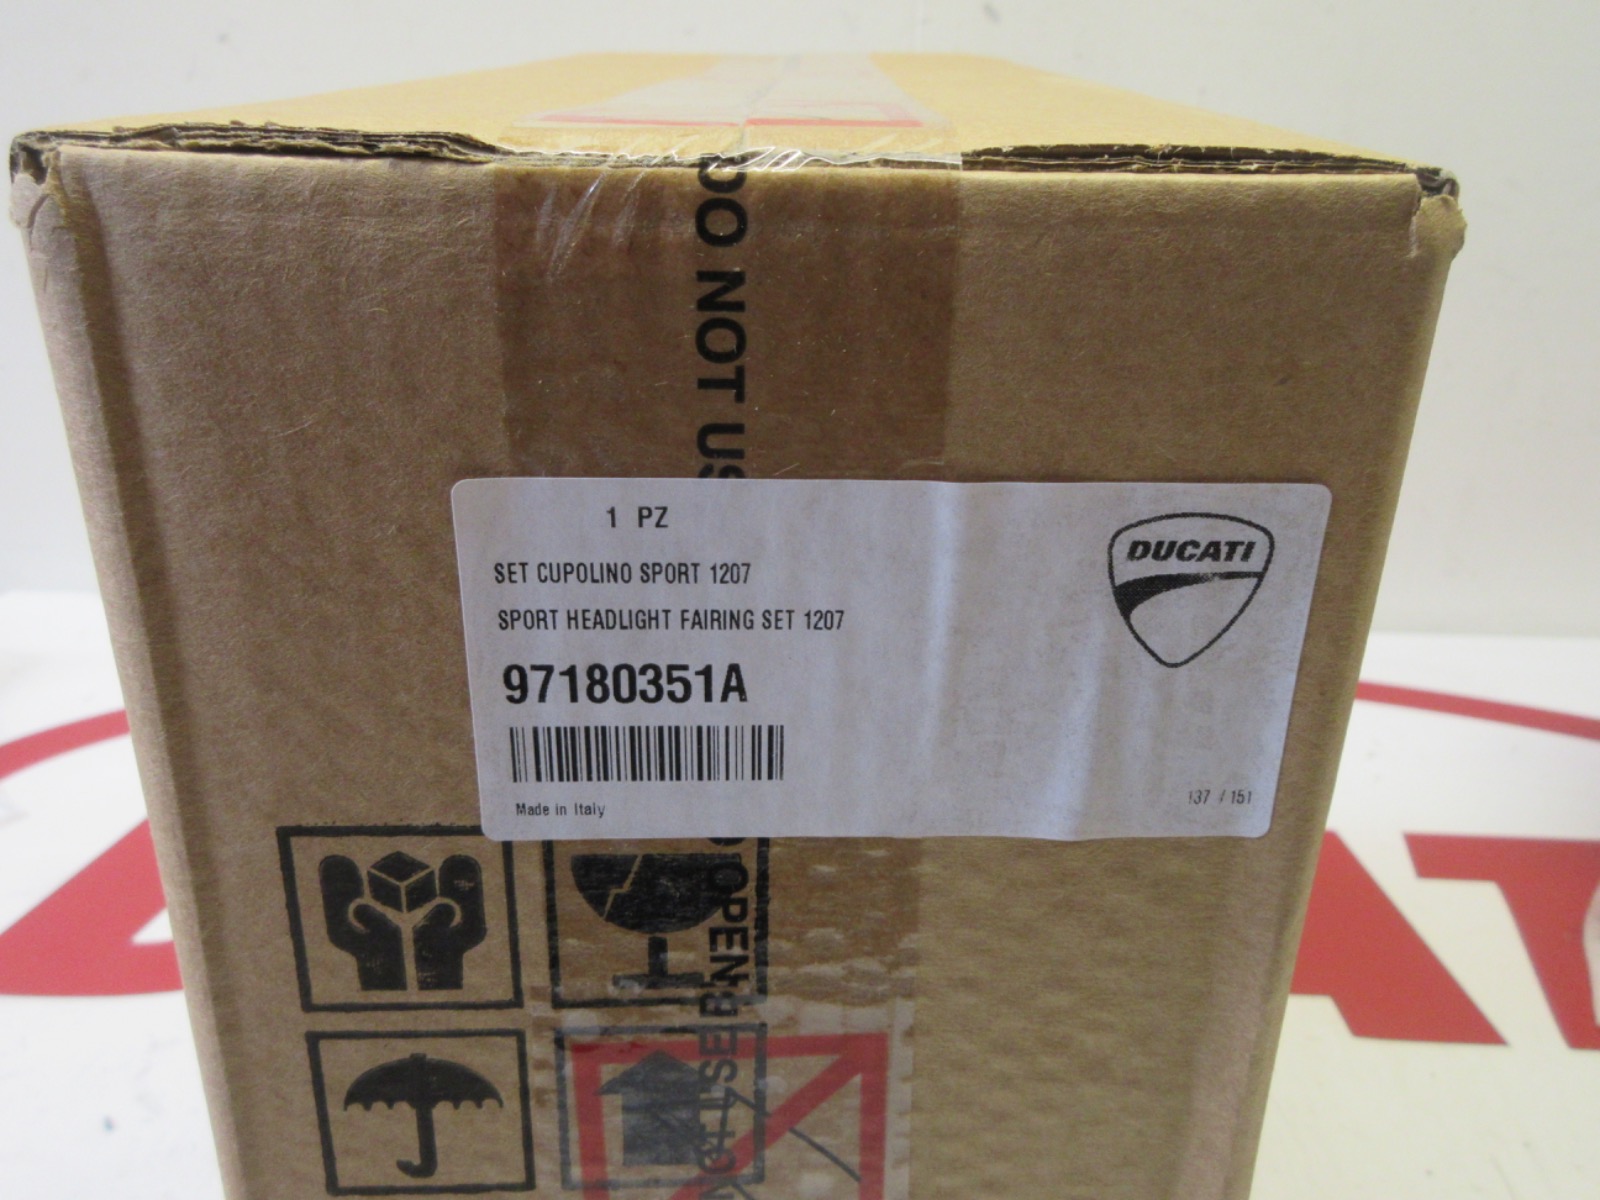 DO NOT US
1 PZ
SET CUPOLINO SPORT 1207
SPORT HEADLIGHT FAIRING SET 1207
97180351A
Made in Italy
DUCATI
137 / 151
OPEN